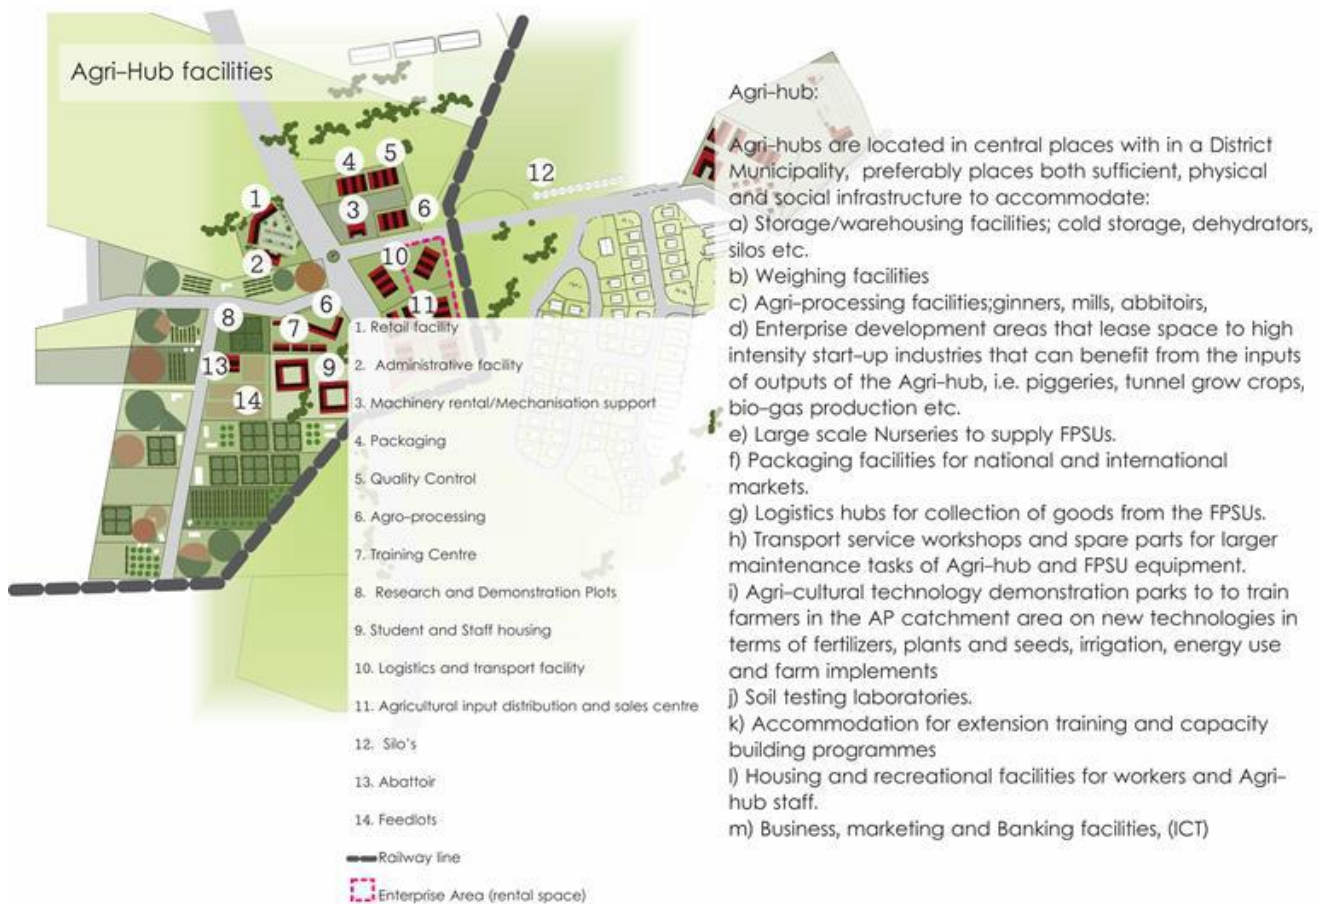 Agri-Hub facilities
1
2
3
4
5
6
12
10
11
6
7
8
9
13
14
1. Retail facility
2. Administrative facility
3. Machinery rental/Mechanisation support
4. Packaging
5. Quality Control
6. Agro-processing
7. Training Centre
8. Research and Demonstration Plots
9. Student and Staff housing
10. Logistics and transport facility
11. Agricultural input distribution and sales centre
12. Silo's
13. Abattoir
14. Feedlots
Railway line
Enterprise Area (rental space)
Agri-hub:
Agri-hubs are located in central places with in a District
Municipality, preferably places both sufficient, physical
and social infrastructure to accommodate:
a) Storage/warehousing facilities; cold storage, dehydrators,
silos etc.
b) Weighing facilities
c) Agri-processing facilities;ginners, mills, abbitoirs,
d) Enterprise development areas that lease space to high
intensity start-up industries that can benefit from the inputs
of outputs of the Agri-hub, i.e. piggeries, tunnel grow crops,
bio-gas production etc.
e) Large scale Nurseries to supply FPSUs.
f) Packaging facilities for national and international
markets.
g) Logistics hubs for collection of goods from the FPSUs.
h) Transport service workshops and spare parts for larger
maintenance tasks of Agri-hub and FPSU equipment.
i) Agri-cultural technology demonstration parks to to train
farmers in the AP catchment area on new technologies in
terms of fertilizers, plants and seeds, irrigation, energy use
and farm implements
j) Soil testing laboratories.
k) Accommodation for extension training and capacity
building programmes
l) Housing and recreational facilities for workers and Agri-
hub staff.
m) Business, marketing and Banking facilities, (ICT)